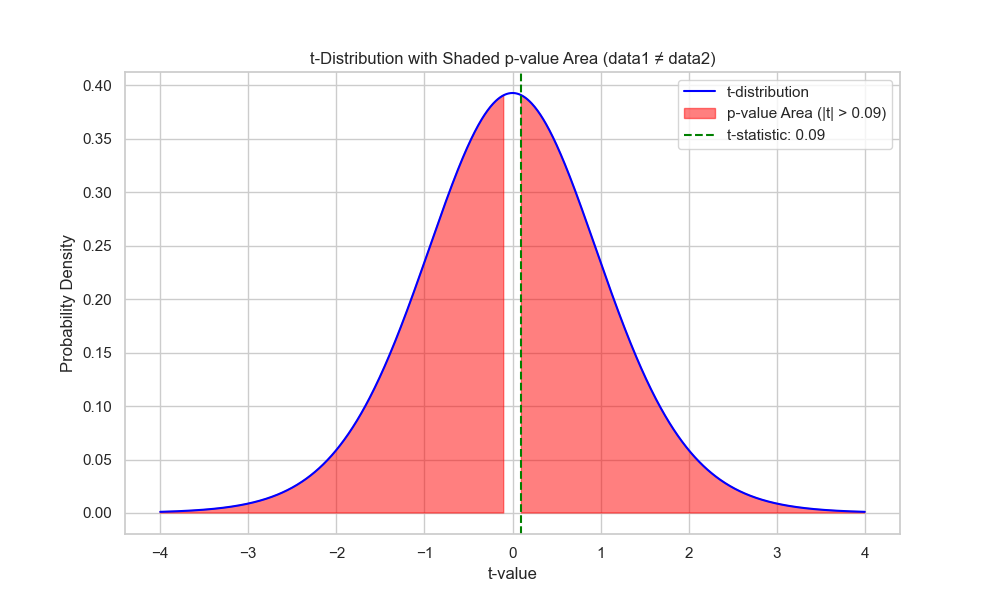 t-Distribution with Shaded p-value Area (data1 ≠ data2)
t-distribution
p-value Area (|t| > 0.09)
t-statistic: 0.09
Probability Density
0.40
0.35
0.30
0.25
0.20
0.15
0.10
0.05
0.00
−4 −3 −2 −1 0 1 2 3 4
t-value